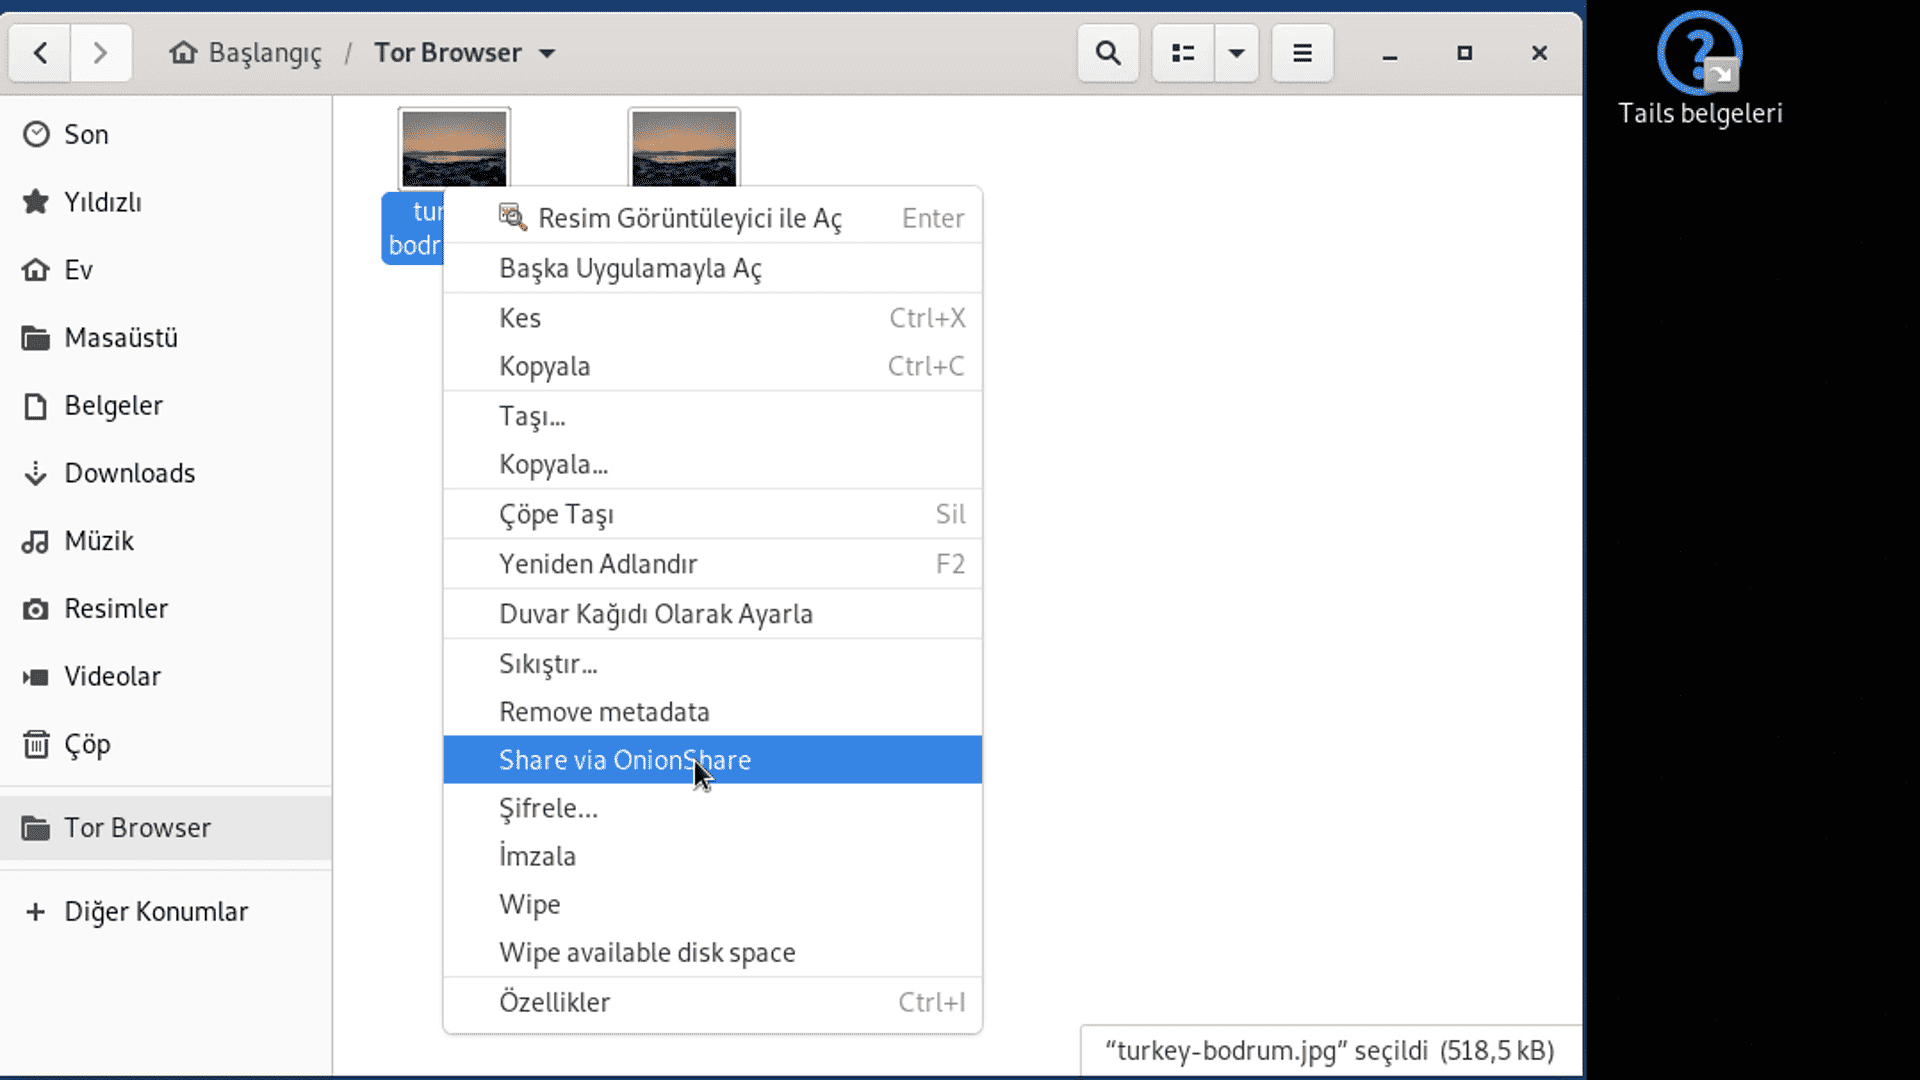 Başlangıç / Tor Browser
Tails belgeleri
Son
Yıldızlı
Ev
Masaüstü
Belgeler
Downloads
Müzik
Resimler
Videolar
Çöp
Tor Browser
+ Diğer Konumlar
tur
bodr
Resim Görüntüleyici ile Aç Enter
Başka Uygulamayla Aç
Kes Ctrl+X
Kopyala Ctrl+C
Taşı...
Kopyala...
Çöpe Taşı Sil
Yeniden Adlandır F2
Duvar Kağıdı Olarak Ayarla
Sıkıştır...
Remove metadata
Share via OnionShare
Şifrele...
İmzala
Wipe
Wipe available disk space
Özellikler Ctrl+I
“turkey-bodrum.jpg” seçildi (518,5 kB)